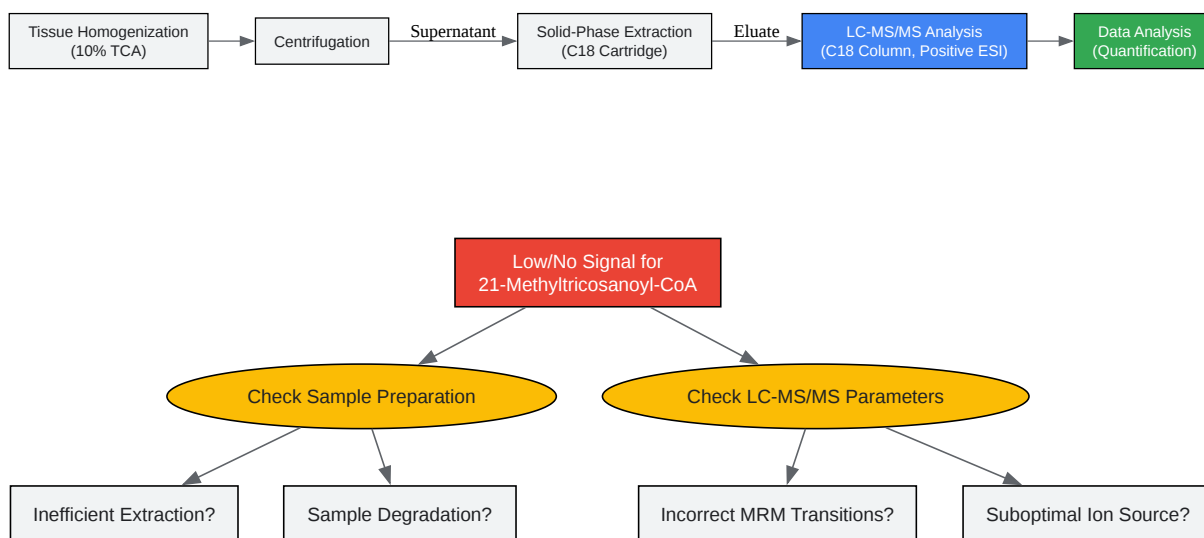 Tissue Homogenization
(10% TCA)
Centrifugation
Supernatant
Solid-Phase Extraction
(C18 Cartridge)
Eluate
LC-MS/MS Analysis
(C18 Column, Positive ESI)
Data Analysis
(Quantification)
Low/No Signal for
21-Methyltricosanoyl-CoA
Check Sample Preparation
Check LC-MS/MS Parameters
Inefficient Extraction?
Sample Degradation?
Incorrect MRM Transitions?
Suboptimal Ion Source?